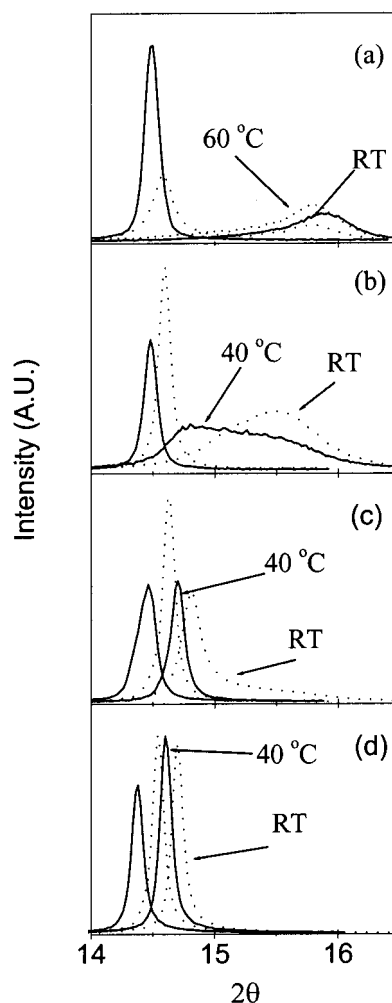 (a)
60 °C
RT
(b)
40 °C
RT
(c)
40 °C
RT
(d)
40 °C
RT
Intensity (A.U.)
14
15
16
2θ